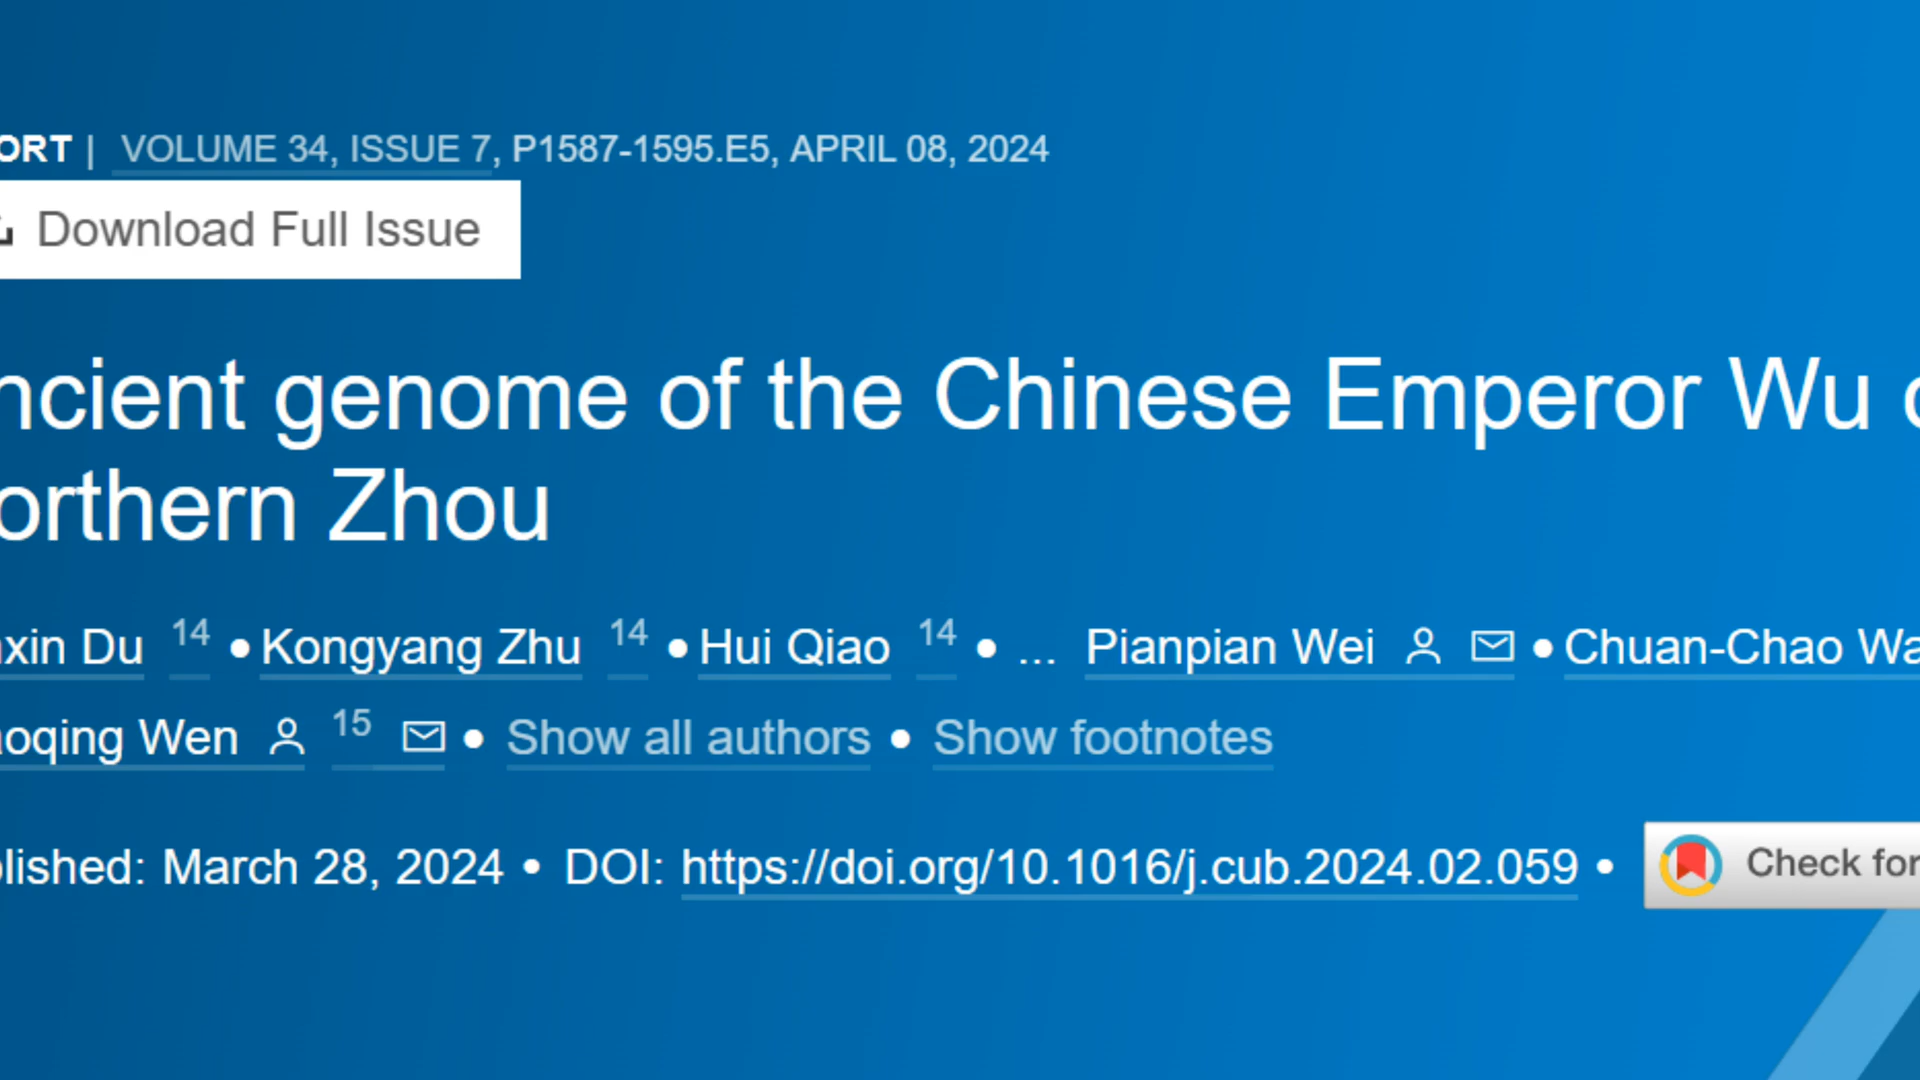 ORT | VOLUME 34, ISSUE 7, P1587-1595.E5, APRIL 08, 2024
Download Full Issue
ncient genome of the Chinese Emperor Wu o
orthern Zhou
xin Du 14 • Kongyang Zhu 14 • Hui Qiao 14 • ... Pianpian Wei • Chuan-Chao Wa
oqing Wen 15 • Show all authors • Show footnotes
lished: March 28, 2024 • DOI: https://doi.org/10.1016/j.cub.2024.02.059 •
Check for